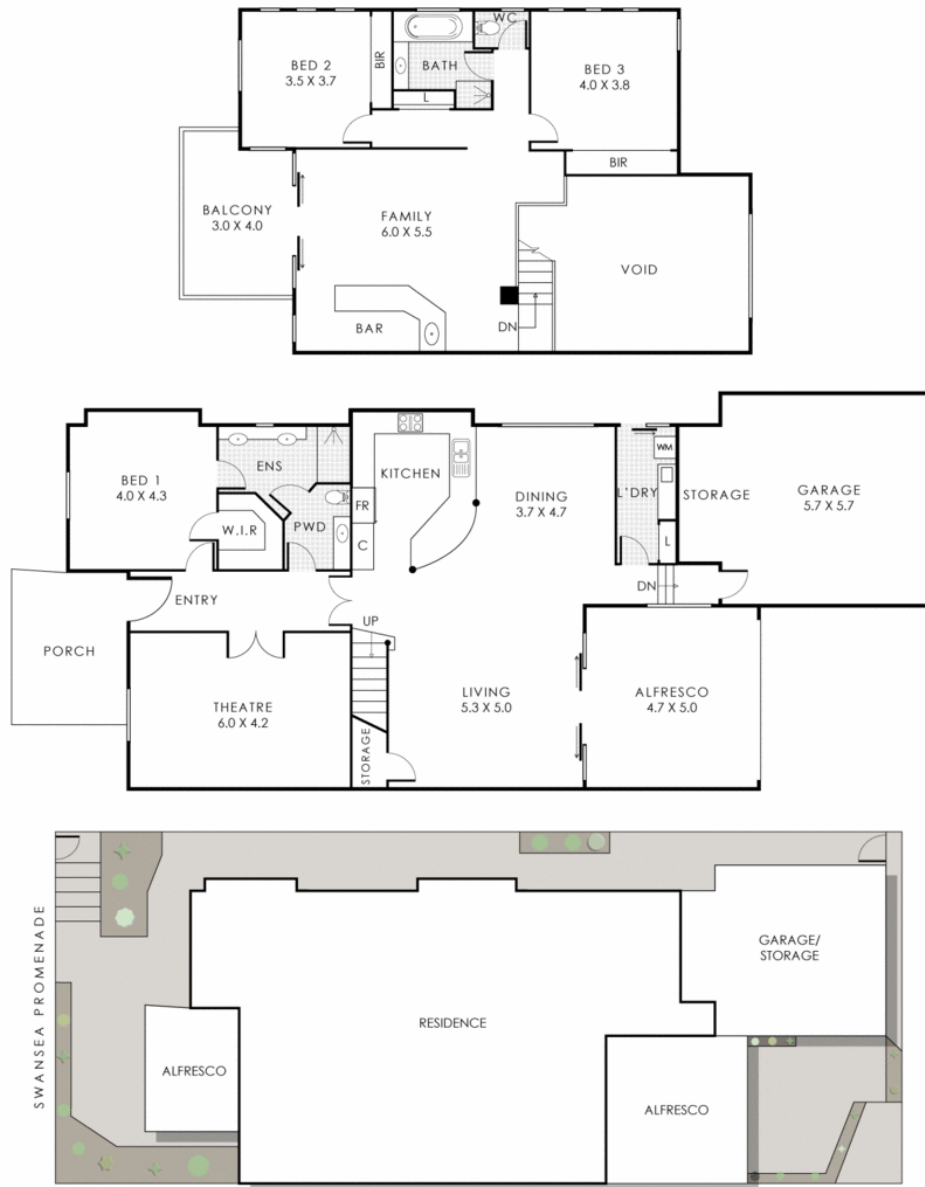 WC
BED 2
3.5 X 3.7
BIR
BATH
L
BED 3
4.0 X 3.8
BIR
BALCONY
3.0 X 4.0
FAMILY
6.0 X 5.5
VOID
BAR
DN
BED 1
4.0 X 4.3
ENS
W.I.R
PWD
KITCHEN
FR
C
DINING
3.7 X 4.7
L'DRY
WM
L
STORAGE
GARAGE
5.7 X 5.7
ENTRY
DN
UP
PORCH
THEATRE
6.0 X 4.2
STORAGE
LIVING
5.3 X 5.0
ALFRESCO
4.7 X 5.0
SWANSEA PROMENADE
GARAGE/
STORAGE
RESIDENCE
ALFRESCO
ALFRESCO